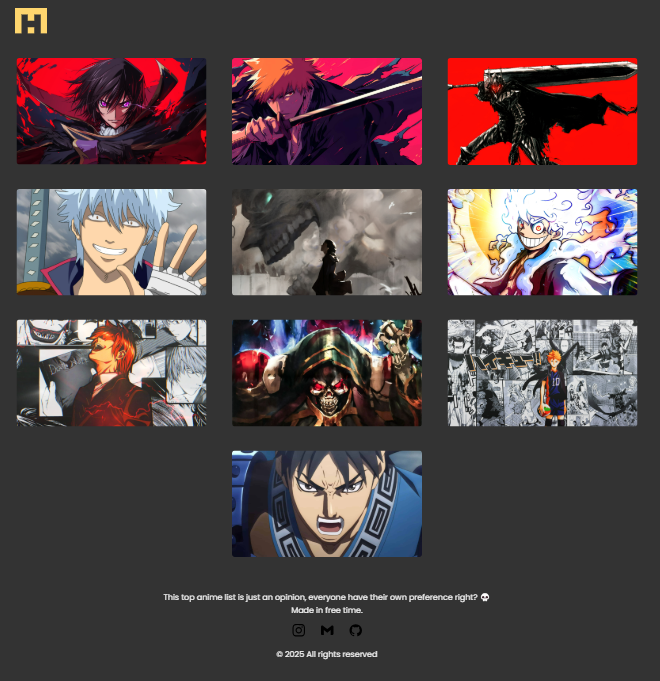 10
This top anime list is just an opinion, everyone have their own preference right? 💀
Made in free time.
© 2025 All rights reserved